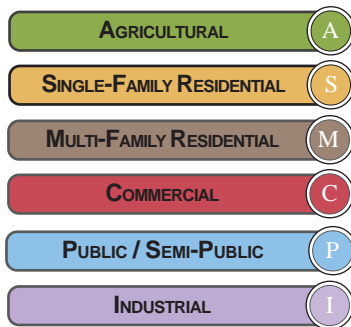 AGRICULTURAL A
SINGLE-FAMILY RESIDENTIAL S
MULTI-FAMILY RESIDENTIAL M
COMMERCIAL C
PUBLIC / SEMI-PUBLIC P
INDUSTRIAL I